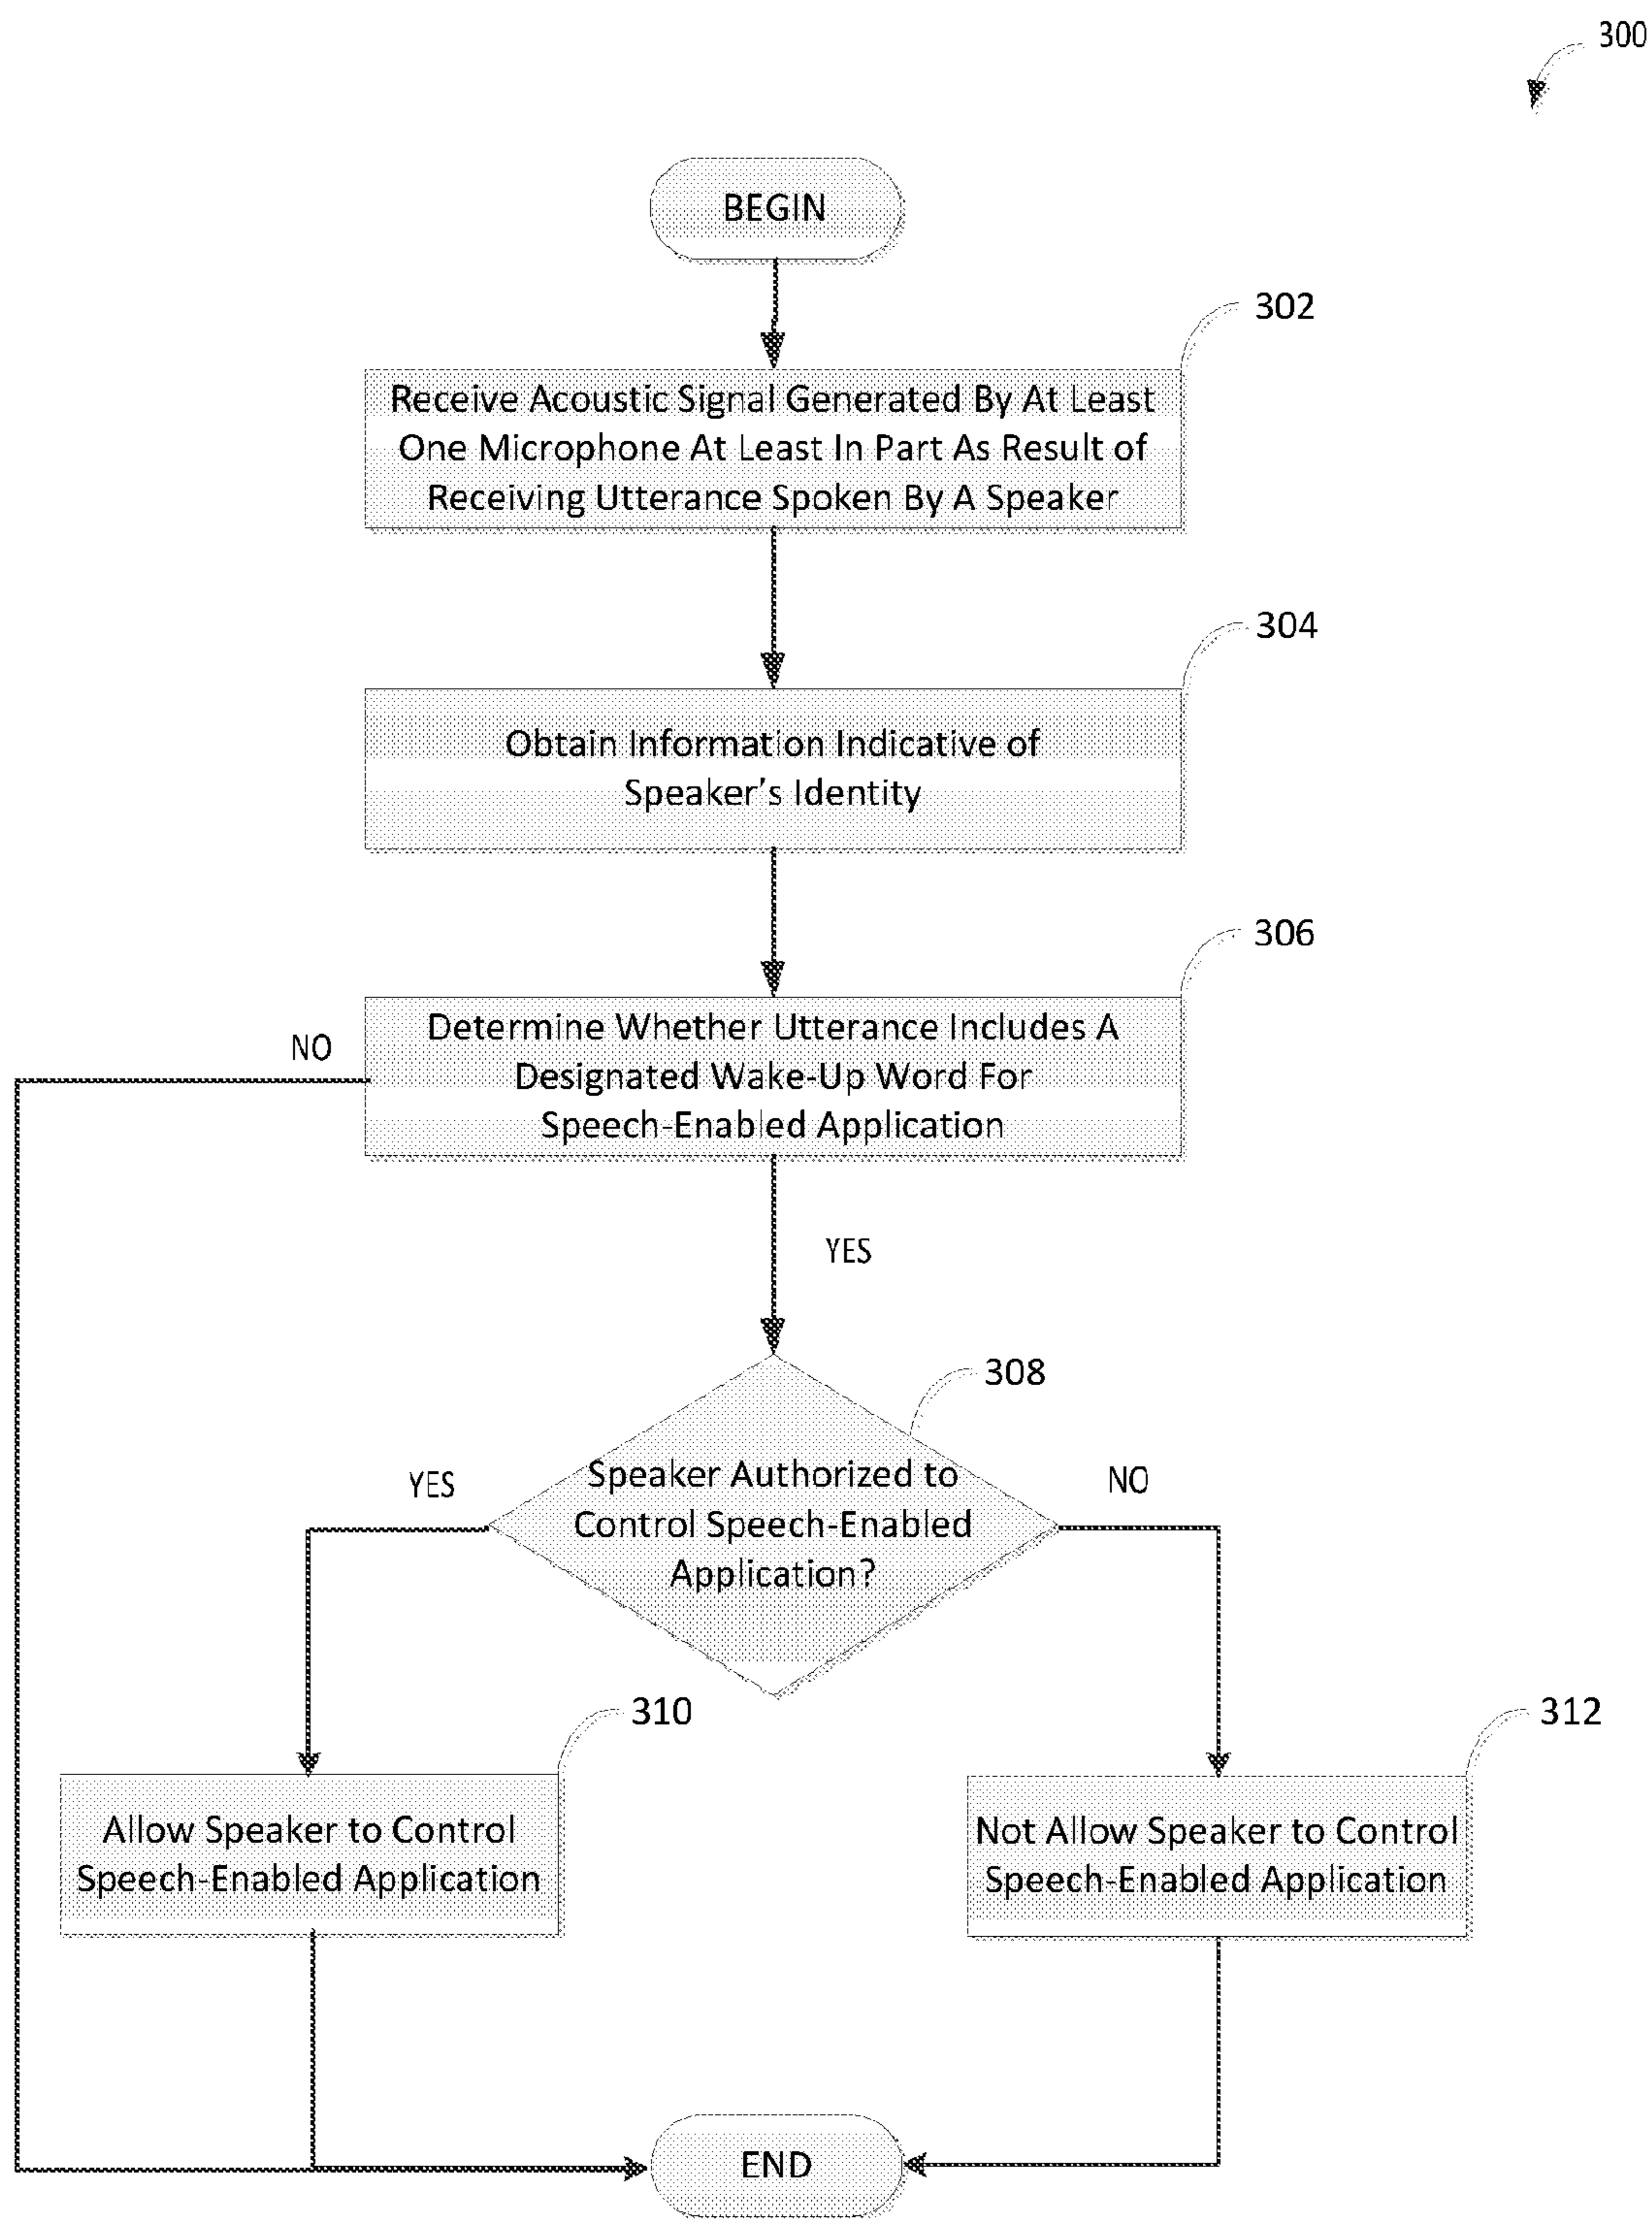 300
BEGIN
302
Receive Acoustic Signal Generated By At Least
One Microphone At Least In Part As Result of
Receiving Utterance Spoken By A Speaker
304
Obtain Information Indicative of
Speaker's Identity
306
Determine Whether Utterance Includes A
Designated Wake-Up Word For
Speech-Enabled Application
NO
YES
308
Speaker Authorized to
Control Speech-Enabled
Application?
YES
NO
310
Allow Speaker to Control
Speech-Enabled Application
312
Not Allow Speaker to Control
Speech-Enabled Application
END